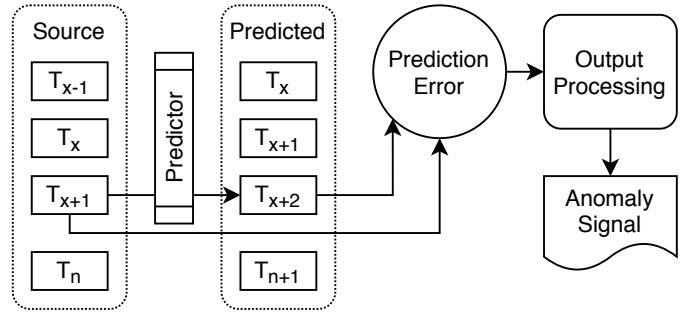 Source
T_x-1
T_x
T_x+1
T_n
Predictor
Predicted
T_x
T_x+1
T_x+2
T_n+1
Prediction
Error
Output
Processing
Anomaly
Signal